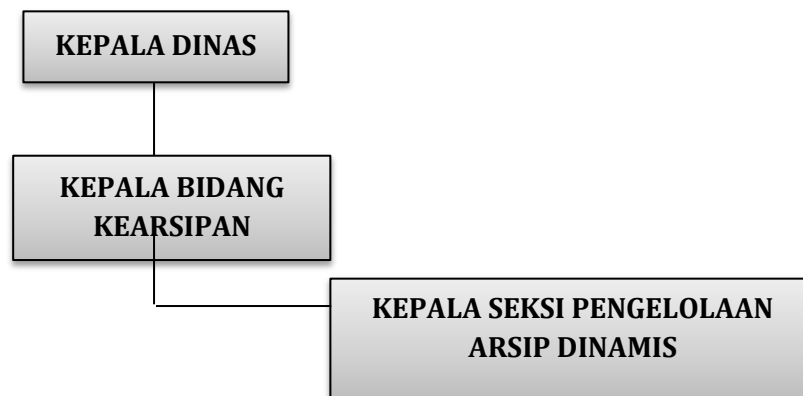 KEPALA DINAS
KEPALA BIDANG
KEARSIPAN
KEPALA SEKSI PENGELOLAAN
ARSIP DINAMIS